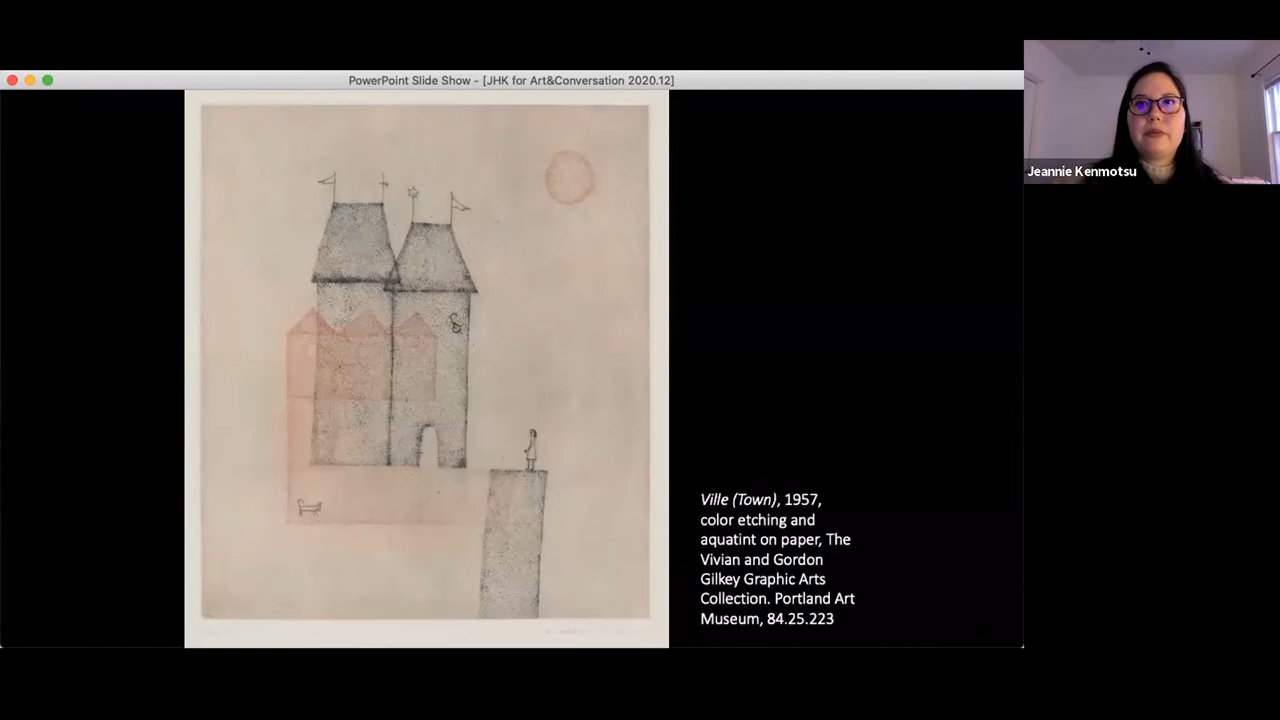 PowerPoint Slide Show - [JHK for Art&Conversation 2020.12]
Jeannie Kenmotsu
Ville (Town), 1957,
color etching and
aquatint on paper, The
Vivian and Gordon
Gilkey Graphic Arts
Collection. Portland Art
Museum, 84.25.223